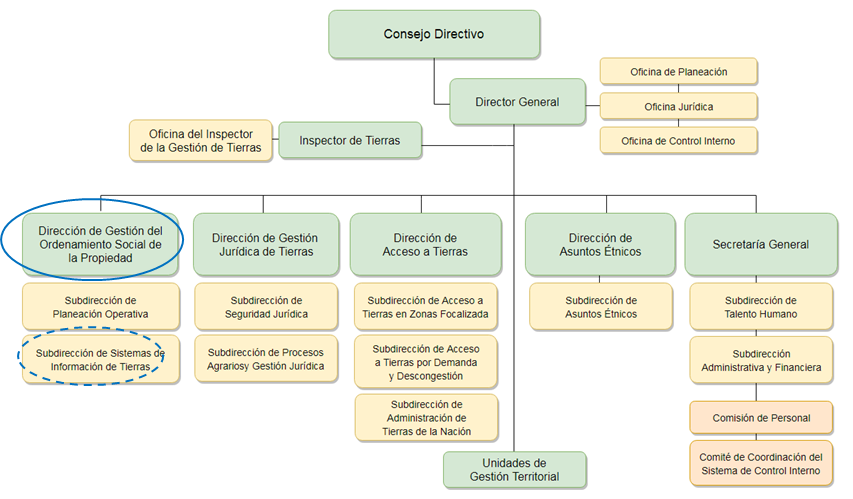 Consejo Directivo
Director General
Oficina de Planeación
Oficina Jurídica
Oficina de Control Interno
Oficina del Inspector
de la Gestión de Tierras
Inspector de Tierras
Dirección de Gestión del
Ordenamiento Social de
la Propiedad
Subdirección de
Planeación Operativa
Subdirección de Sistemas de
Información de Tierras
Dirección de Gestión
Jurídica de Tierras
Subdirección de
Seguridad Jurídica
Subdirección de Procesos
Agrariosy Gestión Jurídica
Dirección de
Acceso a Tierras
Subdirección de Acceso a
Tierras en Zonas Focalizada
Subdirección de Acceso
a Tierras por Demanda
y Descongestión
Subdirección de
Administración de
Tierras de la Nación
Dirección de
Asuntos Étnicos
Subdirección de
Asuntos Étnicos
Secretaría General
Subdirección de
Talento Humano
Subdirección
Administrativa y Financiera
Comisión de Personal
Comité de Coordinación del
Sistema de Control Interno
Unidades de
Gestión Territorial